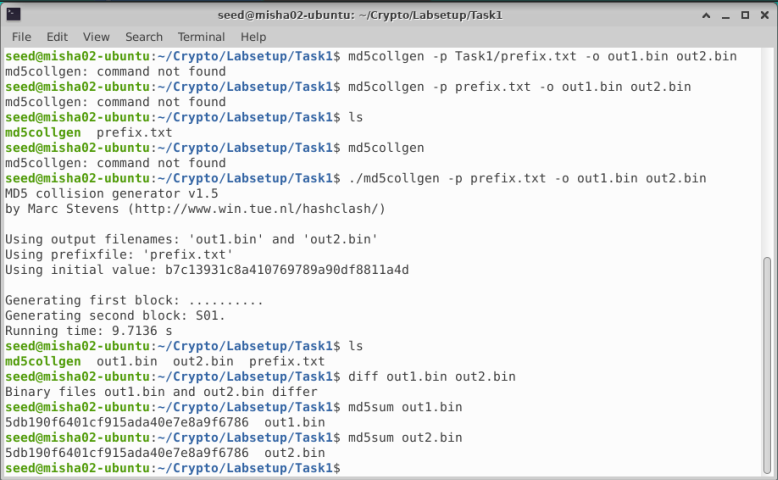 seed@misha02-ubuntu: ~/Crypto/Labsetup/Task1
File Edit View Search Terminal Help
seed@misha02-ubuntu:~/Crypto/Labsetup/Task1$ md5collgen -p Task1/prefix.txt -o out1.bin out2.bin
md5collgen: command not found
seed@misha02-ubuntu:~/Crypto/Labsetup/Task1$ md5collgen -p prefix.txt -o out1.bin out2.bin
md5collgen: command not found
seed@misha02-ubuntu:~/Crypto/Labsetup/Task1$ ls
md5collgen  prefix.txt
seed@misha02-ubuntu:~/Crypto/Labsetup/Task1$ md5collgen
md5collgen: command not found
seed@misha02-ubuntu:~/Crypto/Labsetup/Task1$ ./md5collgen -p prefix.txt -o out1.bin out2.bin
MD5 collision generator v1.5
by Marc Stevens (http://www.win.tue.nl/hashclash/)
Using output filenames: 'out1.bin' and 'out2.bin'
Using prefixfile: 'prefix.txt'
Using initial value: b7c13931c8a410769789a90df8811a4d
Generating first block: ..........
Generating second block: S01.
Running time: 9.7136 s
seed@misha02-ubuntu:~/Crypto/Labsetup/Task1$ ls
md5collgen  out1.bin  out2.bin  prefix.txt
seed@misha02-ubuntu:~/Crypto/Labsetup/Task1$ diff out1.bin out2.bin
Binary files out1.bin and out2.bin differ
seed@misha02-ubuntu:~/Crypto/Labsetup/Task1$ md5sum out1.bin
5db190f6401cf915ada40e7e8a9f6786  out1.bin
seed@misha02-ubuntu:~/Crypto/Labsetup/Task1$ md5sum out2.bin
5db190f6401cf915ada40e7e8a9f6786  out2.bin
seed@misha02-ubuntu:~/Crypto/Labsetup/Task1$